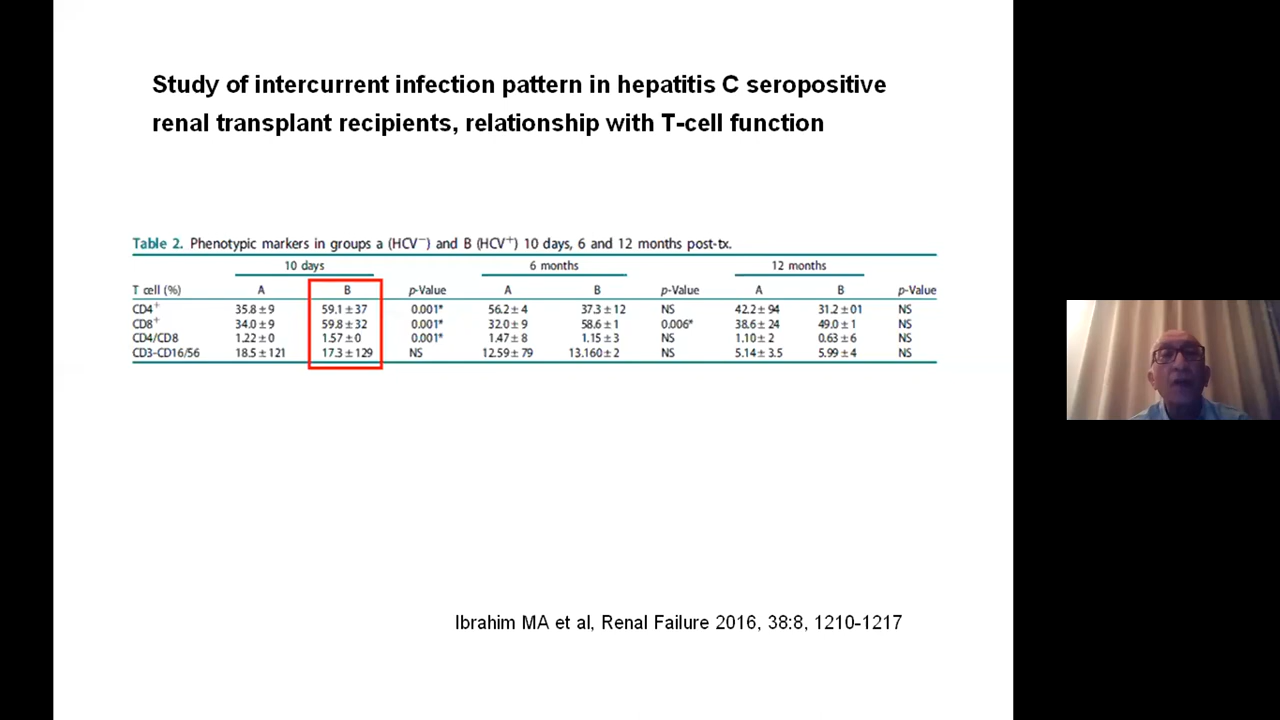 Study of intercurrent infection pattern in hepatitis C seropositive
renal transplant recipients, relationship with T-cell function
Table 2. Phenotypic markers in groups a (HCV⁻) and B (HCV⁺) 10 days, 6 and 12 months post-tx.
10 days 6 months 12 months
T cell (%) A B p-Value A B p-Value A B p-Value
CD4⁺ 35.8 ± 9 59.1 ± 37 0.001* 56.2 ± 4 37.3 ± 12 NS 42.2 ± 94 31.2 ± 01 NS
CD8⁺ 34.0 ± 9 59.8 ± 32 0.001* 32.0 ± 9 58.6 ± 1 0.006* 38.6 ± 24 49.0 ± 1 NS
CD4/CD8 1.22 ± 0 1.57 ± 0 0.001* 1.47 ± 8 1.15 ± 3 NS 1.10 ± 2 0.63 ± 6 NS
CD3-CD16/56 18.5 ± 121 17.3 ± 129 NS 12.59 ± 79 13.160 ± 2 NS 5.14 ± 3.5 5.99 ± 4 NS
Ibrahim MA et al, Renal Failure 2016, 38:8, 1210-1217